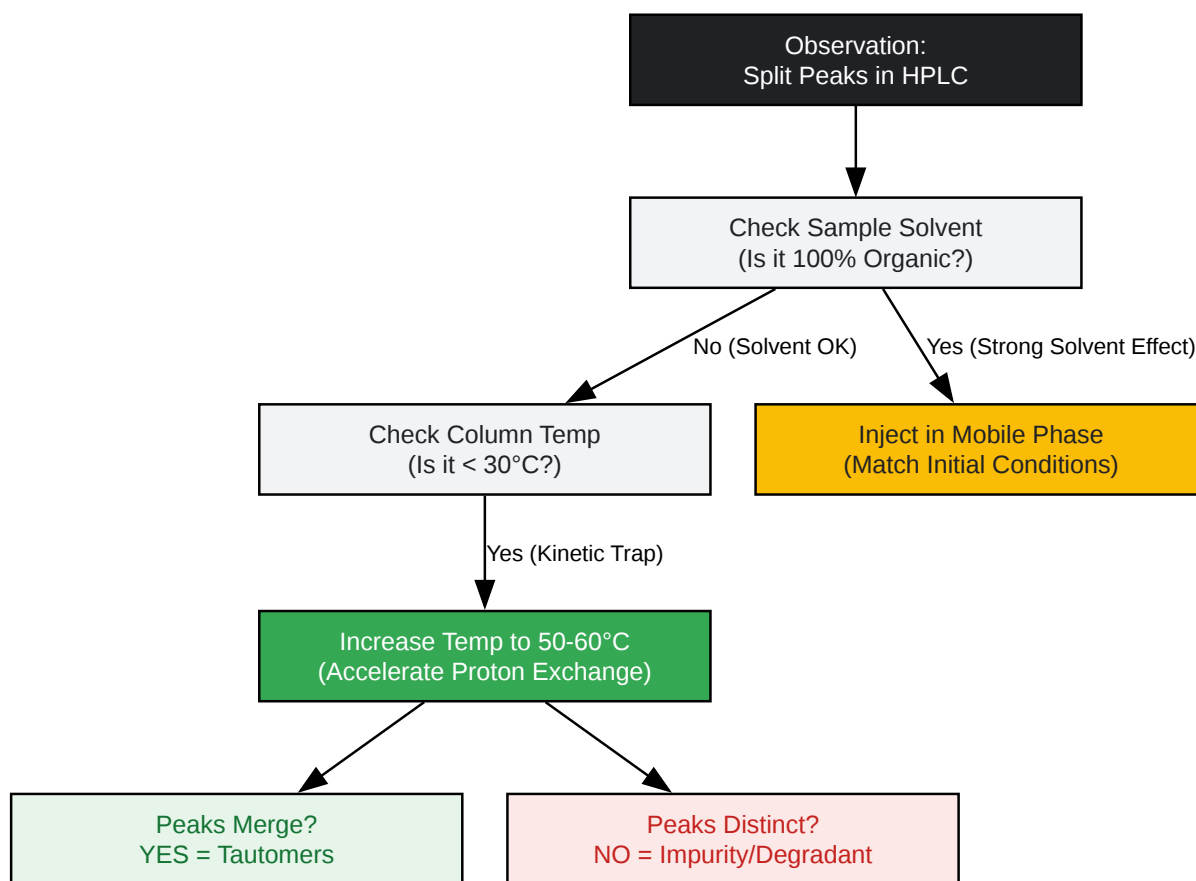 Observation:
Split Peaks in HPLC
Check Sample Solvent
(Is it 100% Organic?)
No (Solvent OK)
Yes (Strong Solvent Effect)
Check Column Temp
(Is it < 30°C?)
Inject in Mobile Phase
(Match Initial Conditions)
Yes (Kinetic Trap)
Increase Temp to 50-60°C
(Accelerate Proton Exchange)
Peaks Merge?
YES = Tautomers
Peaks Distinct?
NO = Impurity/Degradant